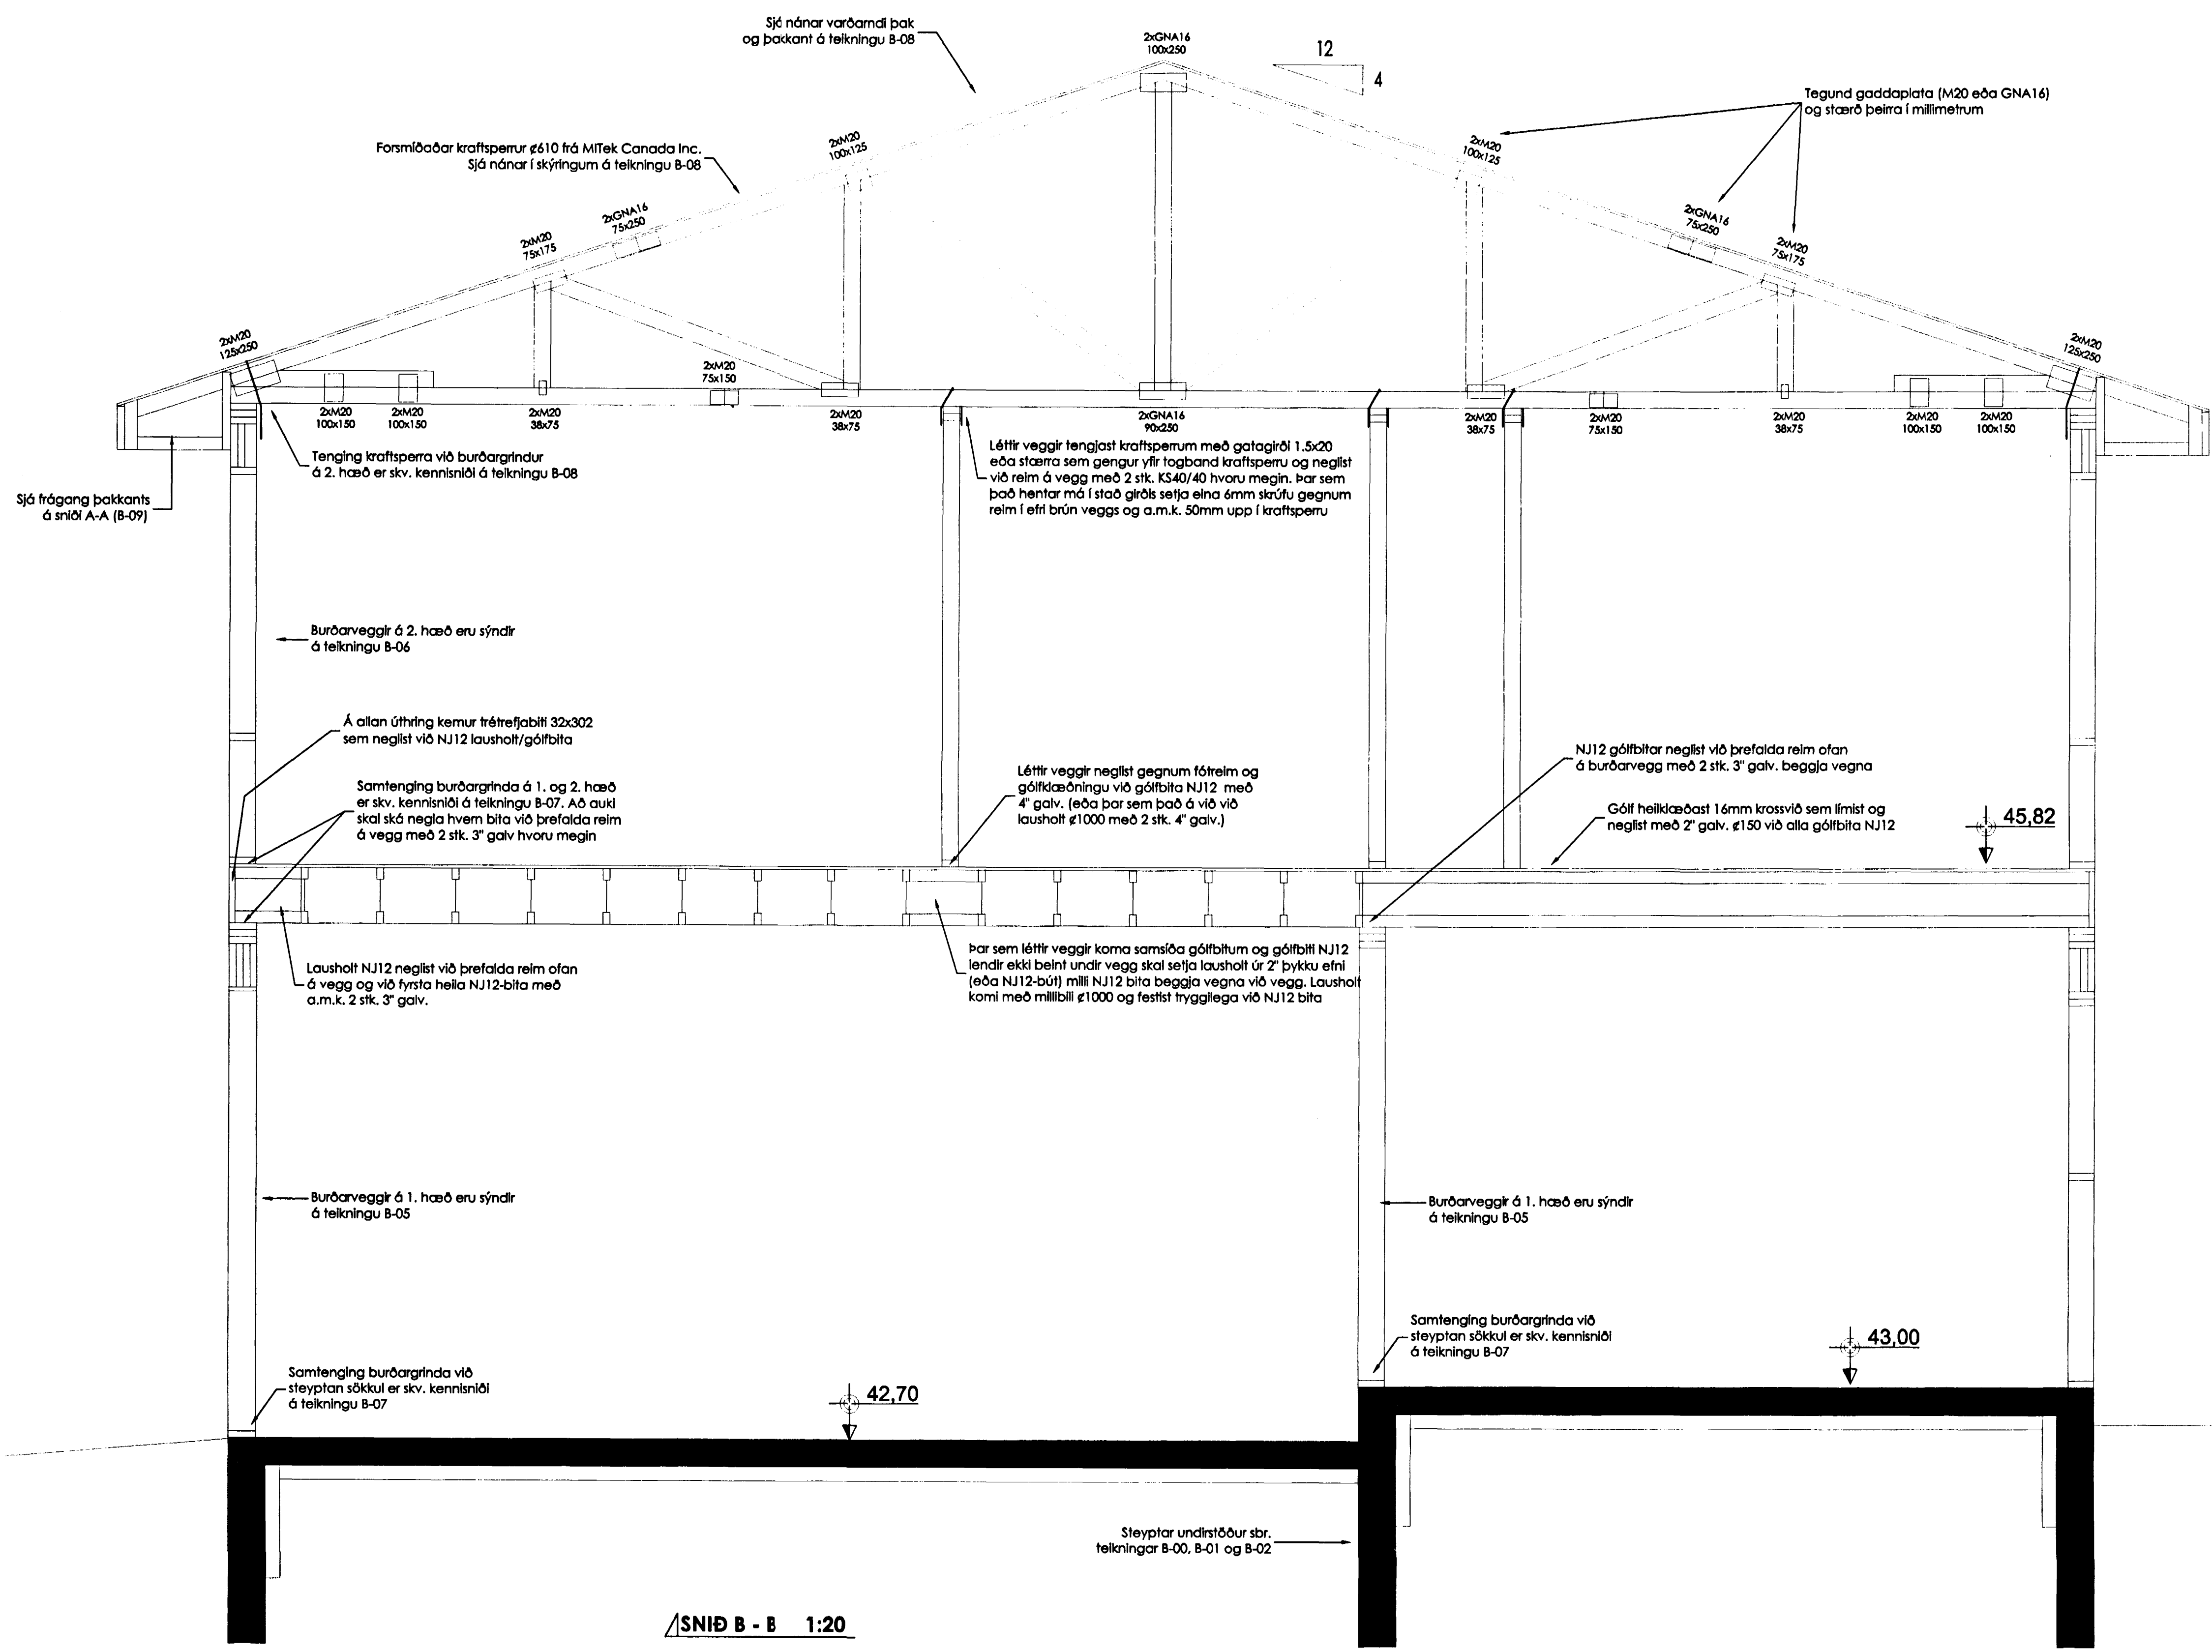 Sjá nánar varðarndi þak
og þakkant á teikningu B-08
2xGNA16
100x250
12
4
Tegund gaddaplata (M20 eða GNA16)
og stærð þeirra í millimetrum
Forsmíðaðar kraftsperrur ¢610 frá MiTek Canada Inc.
Sjá nánar í skýringum á teikningu B-08
2xM20
100x125
2xM20
100x125
2xGNA16
75x250
2xGNA16
75x250
2xM20
75x175
2xM20
75x175
2xM20
125x250
2xM20
125x250
2xM20
75x150
2xM20
100x150
2xM20
100x150
2xM20
38x75
2xM20
38x75
2xGNA16
90x250
2xM20
38x75
2xM20
75x150
2xM20
38x75
2xM20
100x150
2xM20
100x150
Tenging kraftsperra við burðargrindur
á 2. hæð er skv. kennisniði á teikningu B-08
Sjá frágang þakkants
á sniði A-A (B-09)
Léttir veggir tengjast kraftsperrum með gatagirði 1.5x20
eða stærra sem gengur yfir togband kraftsperru og neglist
við reim á vegg með 2 stk. KS40/40 hvoru megin. Þar sem
það hentar má í stað girðis setja eina 6mm skrúfu gegnum
reim í efri brún veggs og a.m.k. 50mm upp í kraftsperru
Burðarveggir á 2. hæð eru sýndir
á teikningu B-06
Á allan úthring kemur trétrefjabiti 32x302
sem neglist við NJ12 lausholt/gólfbita
Samtenging burðargrinda á 1. og 2. hæð
er skv. kennisniði á teikningu B-07. Að auki
skal ská negla hvern bita við þrefalda reim
á vegg með 2 stk. 3" galv hvoru megin
Léttir veggir neglist gegnum fótreim og
gólfklæðningu við gólfbita NJ12 með
4" galv. (eða þar sem það á við við
lausholt ¢1000 með 2 stk. 4" galv.)
NJ12 gólfbitar neglist við þrefalda reim ofan
á burðarvegg með 2 stk. 3" galv. beggja vegna
Gólf heilklæðast 16mm krossvið sem límist og
neglist með 2" galv. ¢150 við alla gólfbita NJ12
45,82
Lausholt NJ12 neglist við þrefalda reim ofan
á vegg og við fyrsta heila NJ12-bita með
a.m.k. 2 stk. 3" galv.
Þar sem léttir veggir koma samsíða gólfbitum og gólfbiti NJ12
lendir ekki beint undir vegg skal setja lausholt úr 2" þykku efni
(eða NJ12-bút) milli NJ12 bita beggja vegna við vegg. Lausholt
komi með millibili ¢1000 og festist tryggilega við NJ12 bita
Burðarveggir á 1. hæð eru sýndir
á teikningu B-05
Burðarveggir á 1. hæð eru sýndir
á teikningu B-05
Samtenging burðargrinda við
steyptan sökkul er skv. kennisniði
á teikningu B-07
43,00
Samtenging burðargrinda við
steyptan sökkul er skv. kennisniði
á teikningu B-07
42,70
Steyptar undirstöður sbr.
teikningar B-00, B-01 og B-02
SNIÐ B - B 1:20